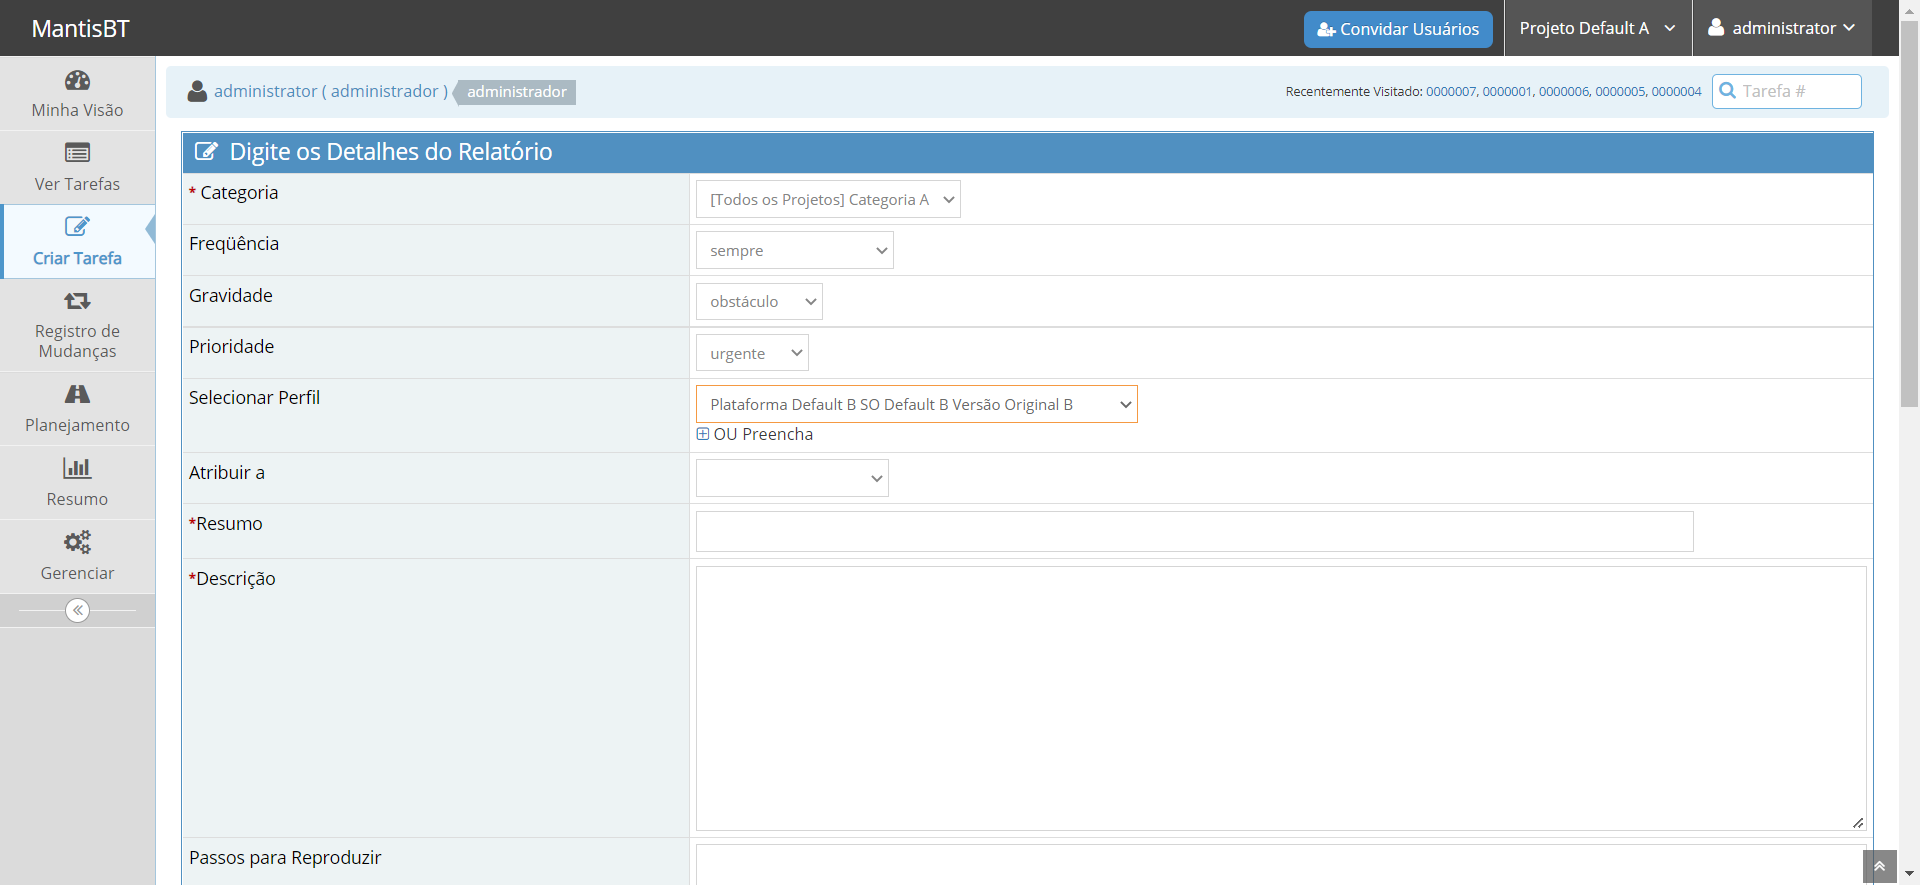 MantisBT
Convidar Usuários
Projeto Default A
administrator
Minha Visão
Ver Tarefas
Criar Tarefa
Registro de
Mudanças
Planejamento
Resumo
Gerenciar
administrator ( administrador )
administrador
Recentemente Visitado: 0000007, 0000001, 0000006, 0000005, 0000004
Tarefa #
Digite os Detalhes do Relatório
* Categoria
[Todos os Projetos] Categoria A
Freqüência
sempre
Gravidade
obstáculo
Prioridade
urgente
Selecionar Perfil
Plataforma Default B SO Default B Versão Original B
OU Preencha
Atribuir a
*Resumo
*Descrição
Passos para Reproduzir